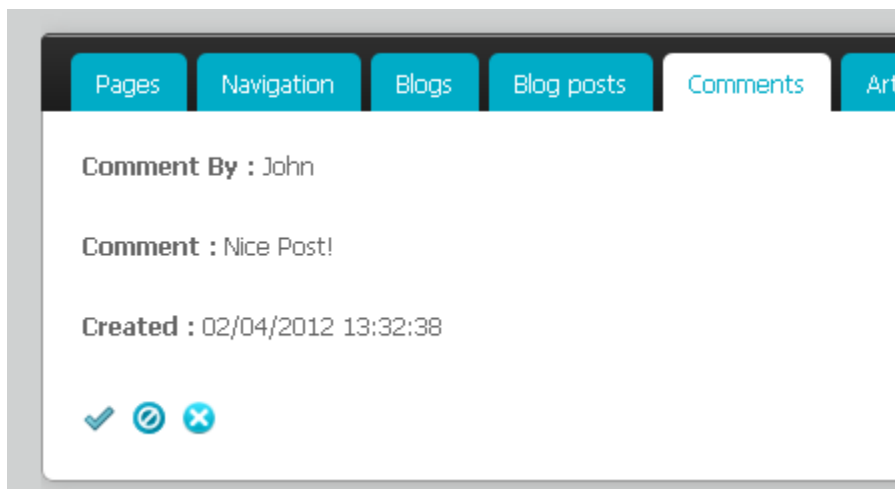 Pages Navigation Blogs Blog posts Comments
Comment By : John
Comment : Nice Post!
Created : 02/04/2012 13:32:38